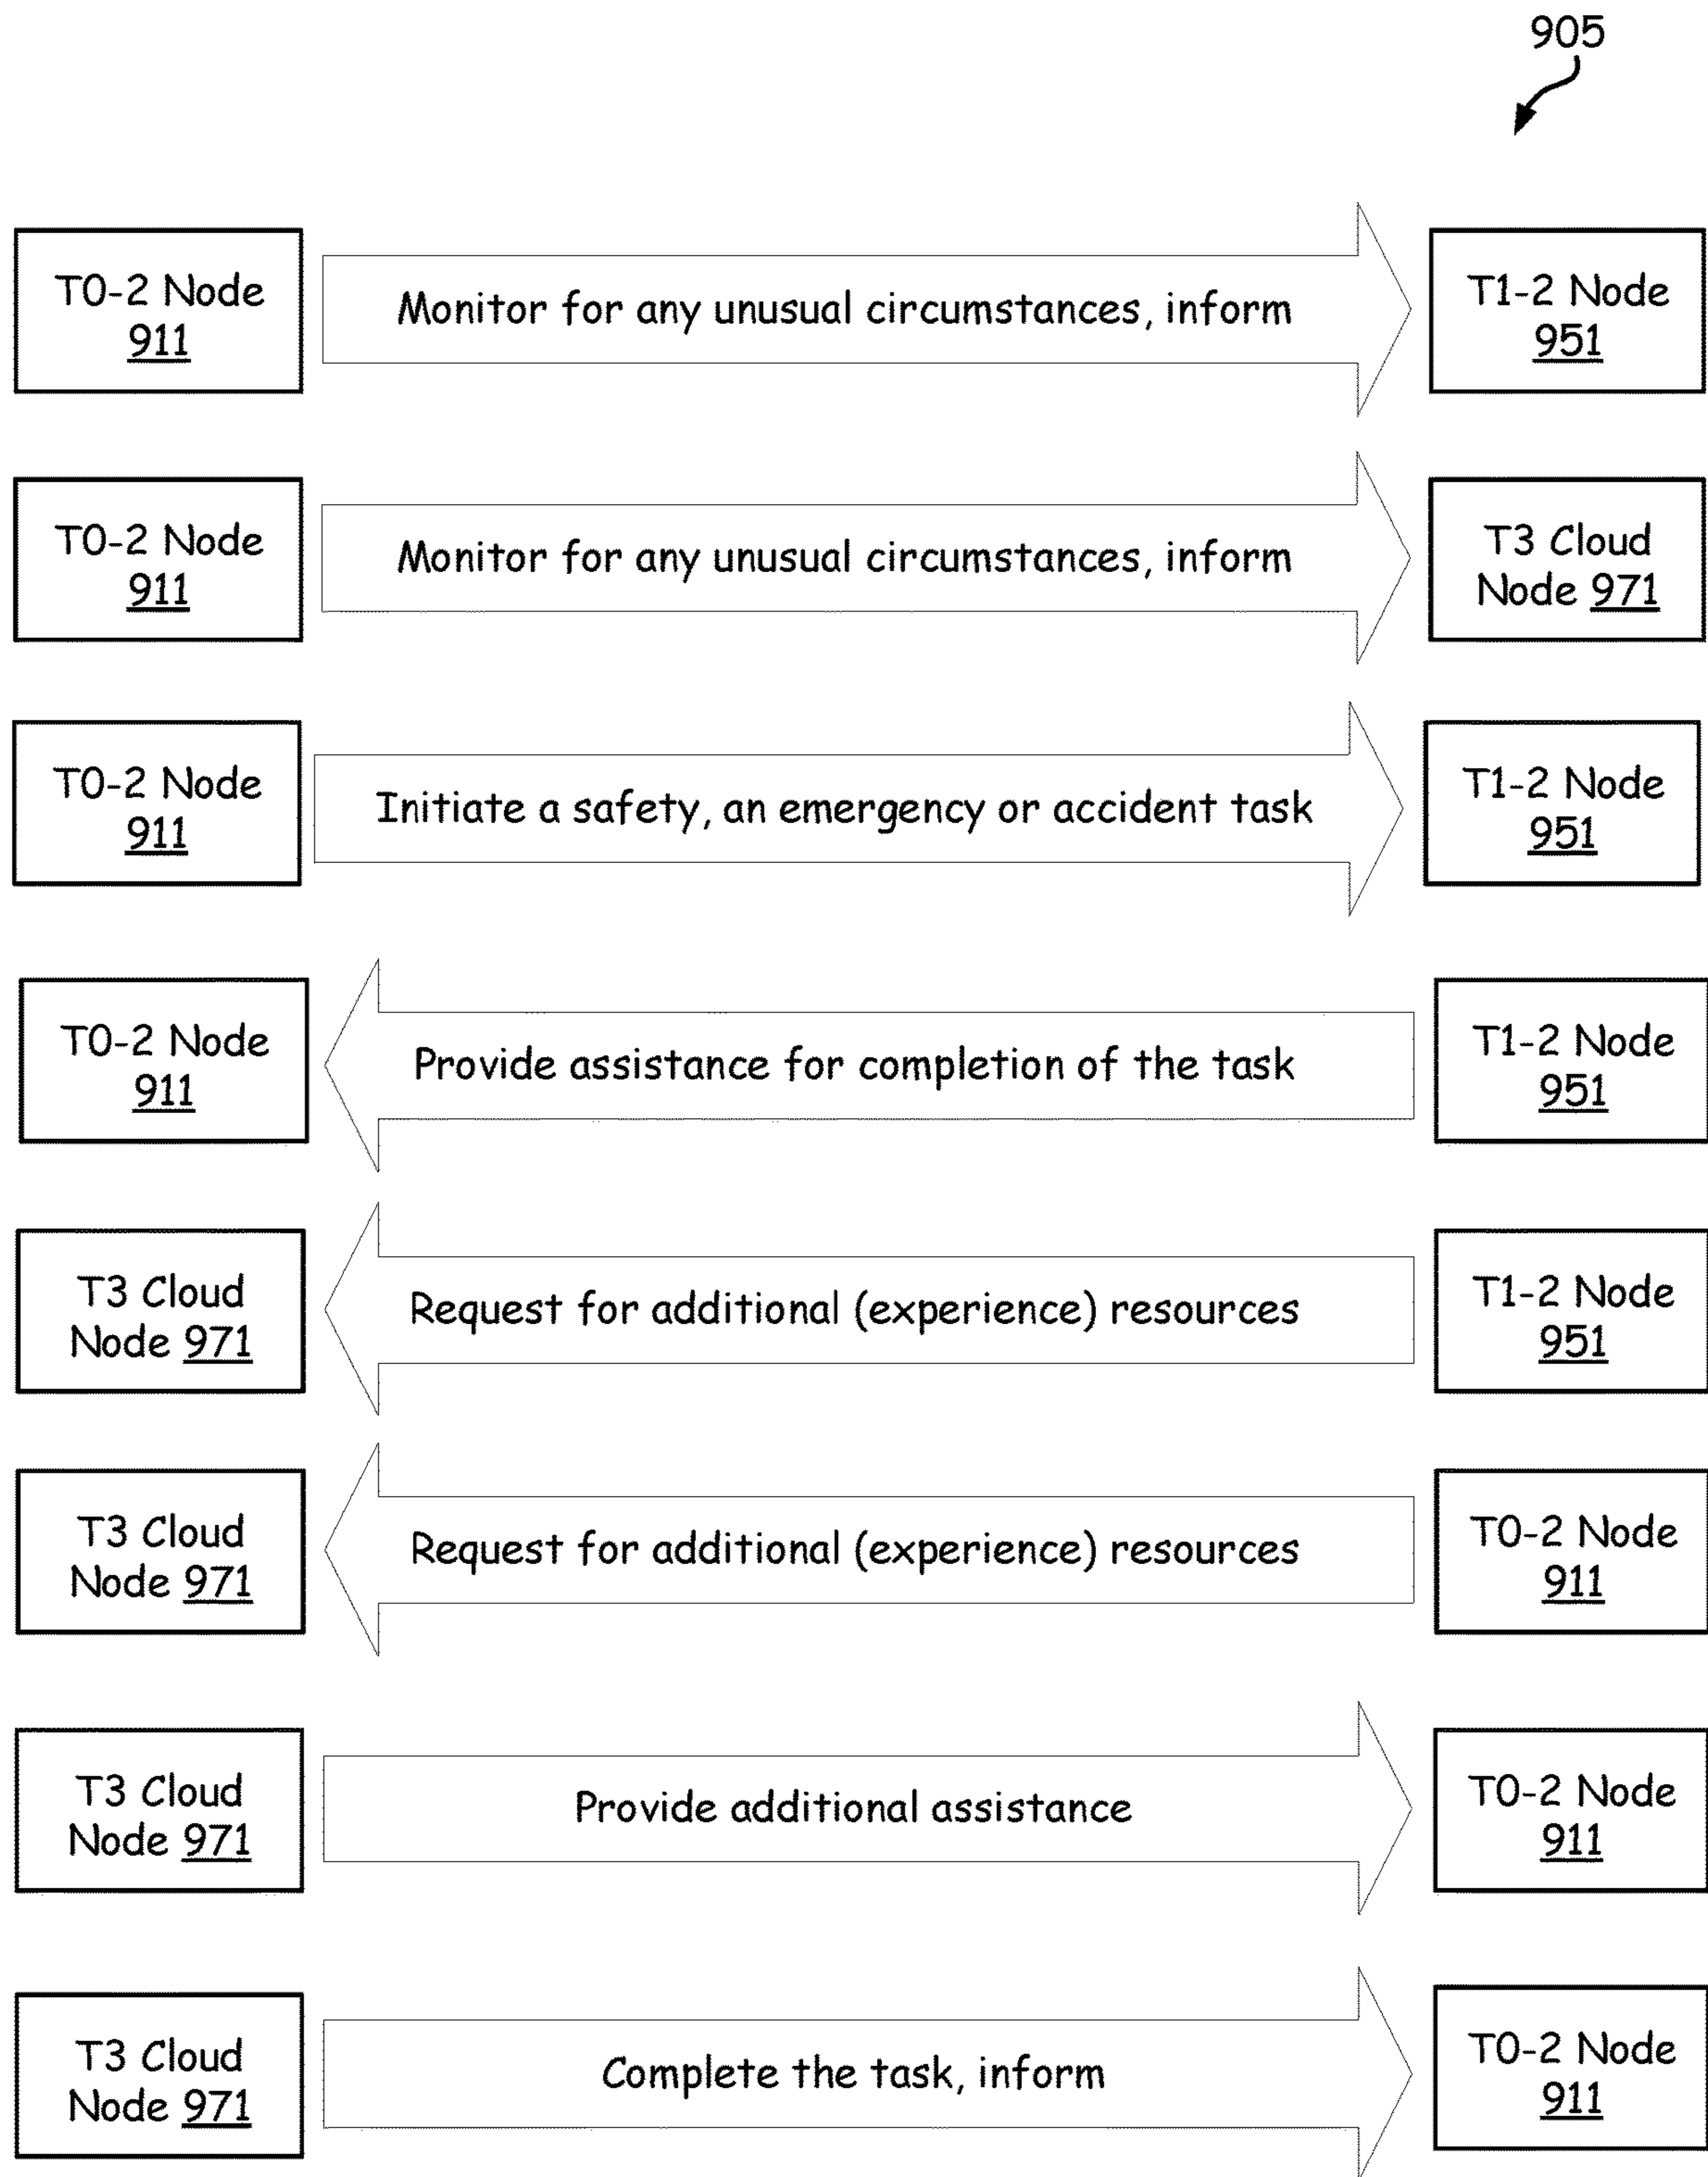 905
T0-2 Node
911
Monitor for any unusual circumstances, inform
T1-2 Node
951
T0-2 Node
911
Monitor for any unusual circumstances, inform
T3 Cloud
Node 971
T0-2 Node
911
Initiate a safety, an emergency or accident task
T1-2 Node
951
T0-2 Node
911
Provide assistance for completion of the task
T1-2 Node
951
T3 Cloud
Node 971
Request for additional (experience) resources
T1-2 Node
951
T3 Cloud
Node 971
Request for additional (experience) resources
T0-2 Node
911
T3 Cloud
Node 971
Provide additional assistance
T0-2 Node
911
T3 Cloud
Node 971
Complete the task, inform
T0-2 Node
911